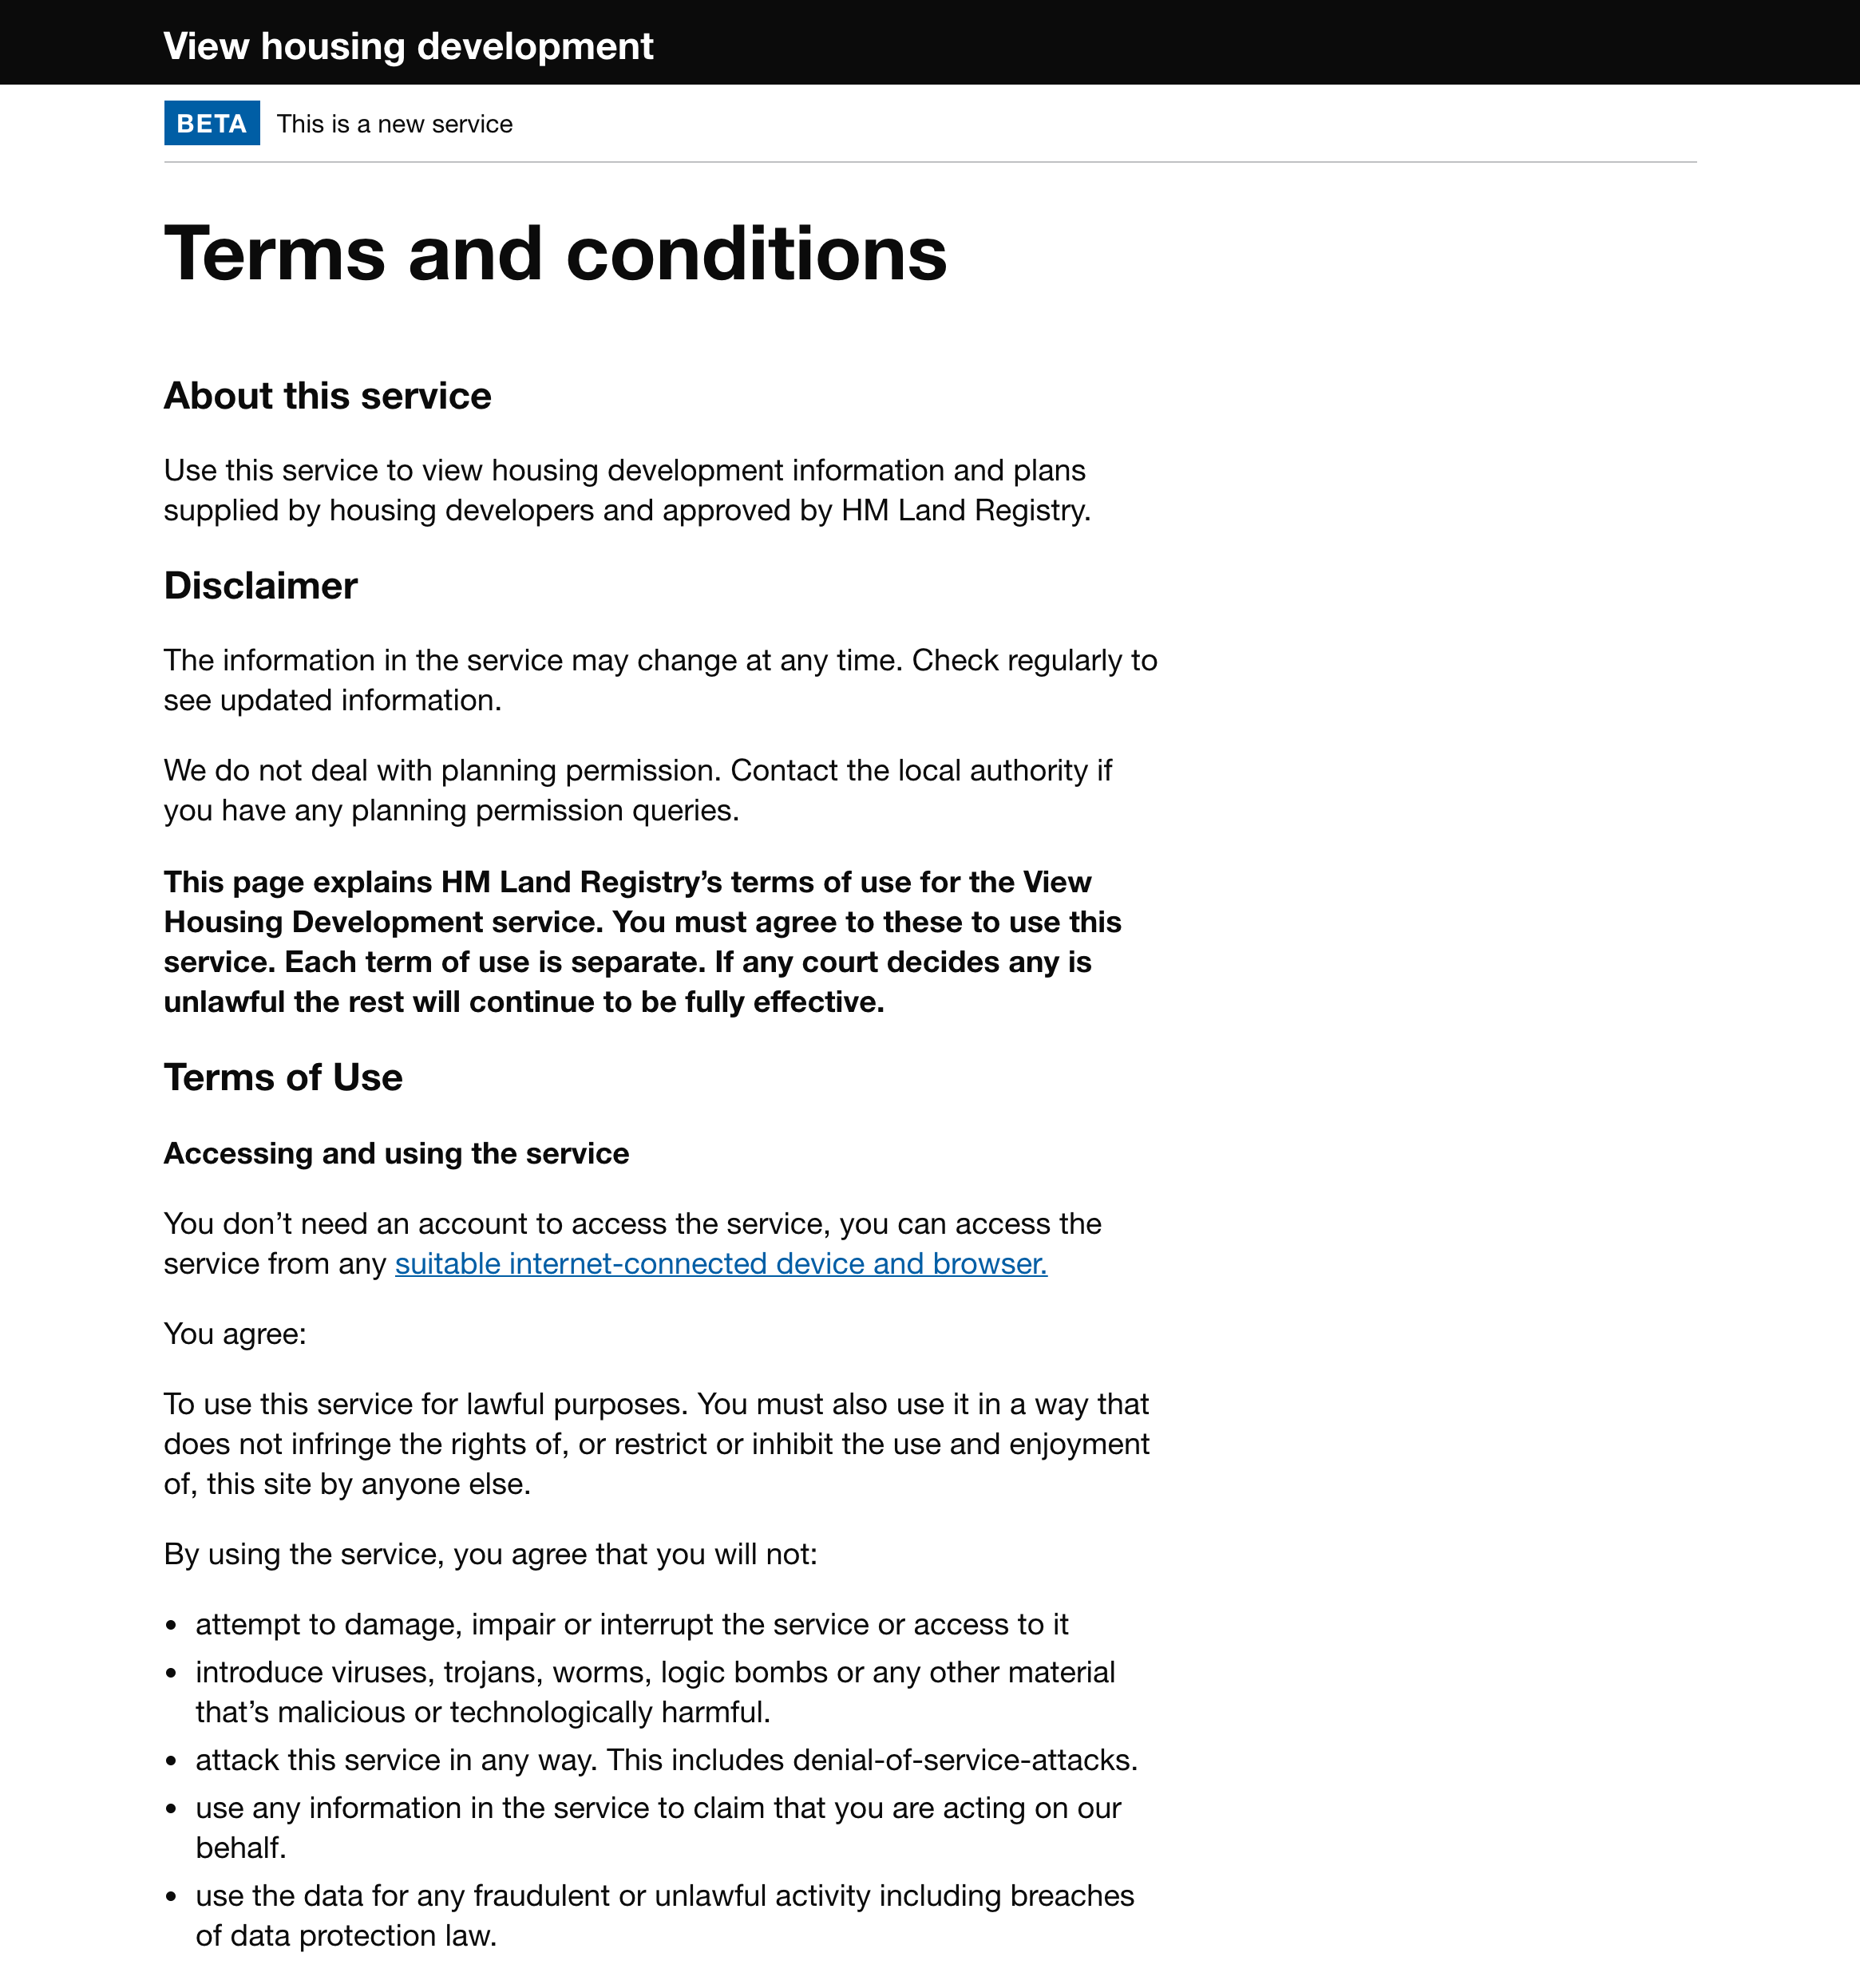 View housing development
BETA This is a new service
Terms and conditions
About this service
Use this service to view housing development information and plans
supplied by housing developers and approved by HM Land Registry.
Disclaimer
The information in the service may change at any time. Check regularly to
see updated information.
We do not deal with planning permission. Contact the local authority if
you have any planning permission queries.
This page explains HM Land Registry’s terms of use for the View
Housing Development service. You must agree to these to use this
service. Each term of use is separate. If any court decides any is
unlawful the rest will continue to be fully effective.
Terms of Use
Accessing and using the service
You don’t need an account to access the service, you can access the
service from any suitable internet-connected device and browser.
You agree:
To use this service for lawful purposes. You must also use it in a way that
does not infringe the rights of, or restrict or inhibit the use and enjoyment
of, this site by anyone else.
By using the service, you agree that you will not:
• attempt to damage, impair or interrupt the service or access to it
• introduce viruses, trojans, worms, logic bombs or any other material
that’s malicious or technologically harmful.
• attack this service in any way. This includes denial-of-service-attacks.
• use any information in the service to claim that you are acting on our
behalf.
• use the data for any fraudulent or unlawful activity including breaches
of data protection law.